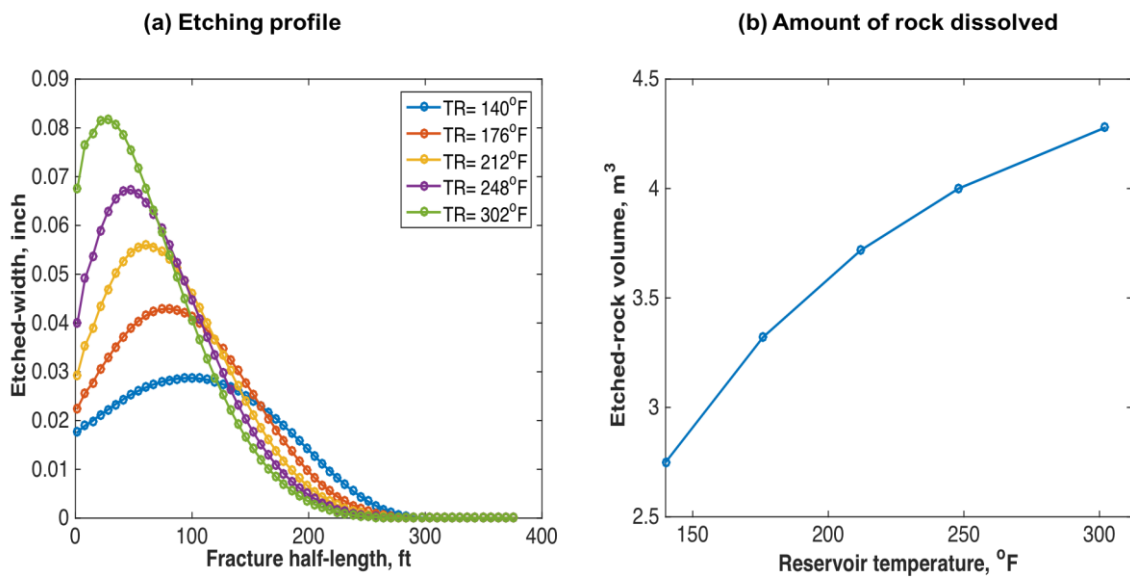 (a) Etching profile
0.09
0.08
0.07
0.06
0.05
0.04
0.03
0.02
0.01
0
Etched-width, inch
TR= 140°F
TR= 176°F
TR= 212°F
TR= 248°F
TR= 302°F
0 100 200 300 400
Fracture half-length, ft
(b) Amount of rock dissolved
4.5
4
3.5
3
2.5
Etched-rock volume, m³
150 200 250 300
Reservoir temperature, °F